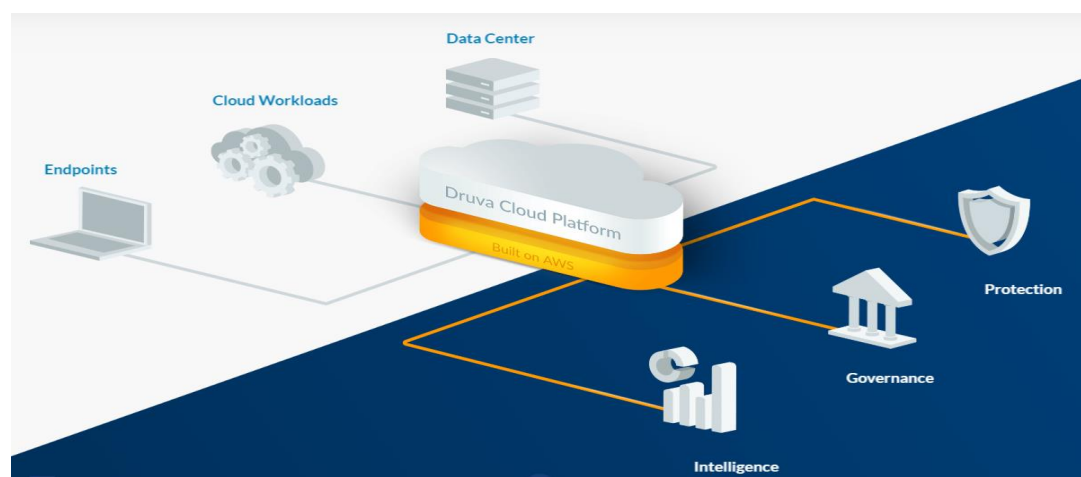 Data Center
Cloud Workloads
Endpoints
Druva Cloud Platform
Built on AWS
Protection
Governance
Intelligence